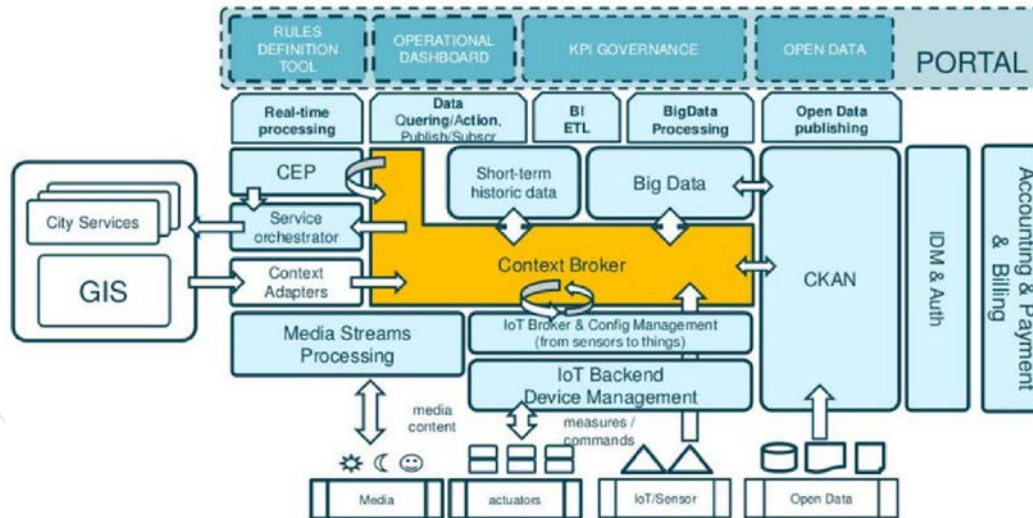 RULES
DEFINITION
TOOL
OPERATIONAL
DASHBOARD
KPI GOVERNANCE
OPEN DATA
PORTAL
Real-time
processing
Data
Quering/Action,
Publish/Subscr
BI
ETL
BigData
Processing
Open Data
publishing
CEP
Short-term
historic data
Big Data
City Services
Service
orchestrator
Context Broker
CKAN
IDM & Auth
Accounting & Payment
& Billing
GIS
Context
Adapters
Media Streams
Processing
IoT Broker & Config Management
(from sensors to things)
IoT Backend
Device Management
media
content
measures /
commands
Media
actuators
IoT/Sensor
Open Data